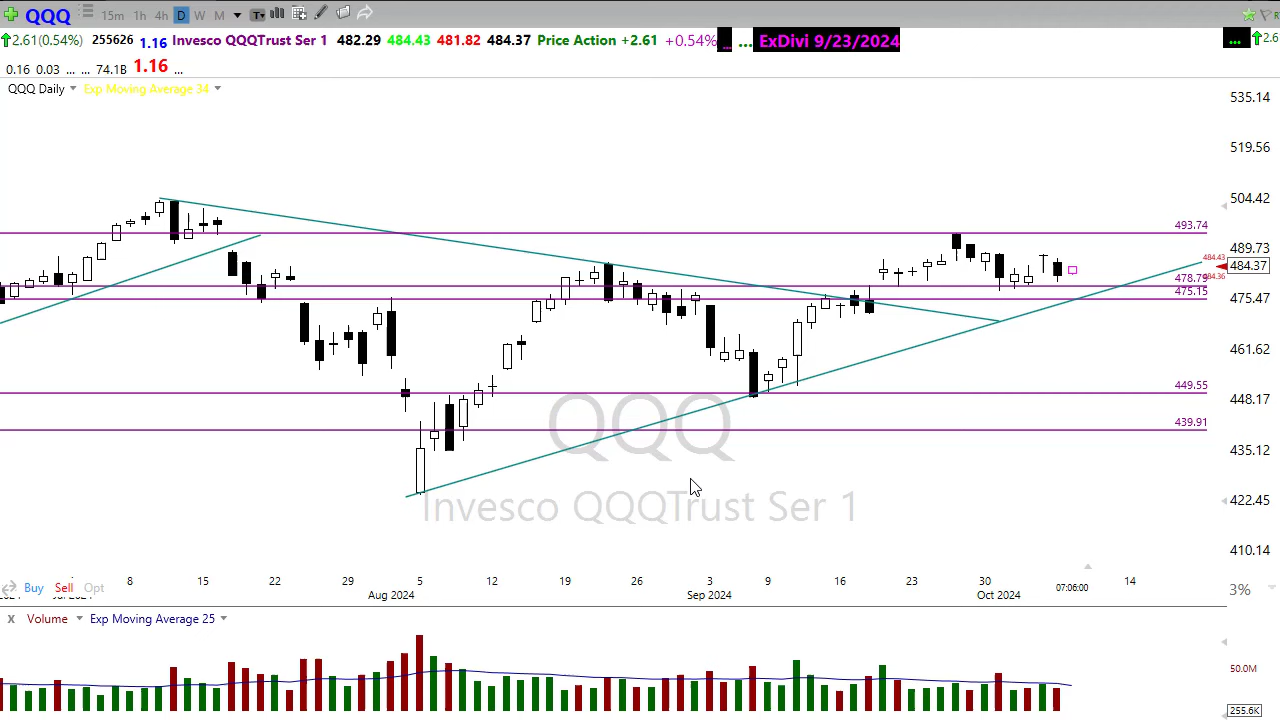 QQQ 15m 1h 4h D W M T
2.61(0.54%) 255626 1.16 Invesco QQQTrust Ser 1 482.29 484.43 481.82 484.37 Price Action +2.61 +0.54% ... ... ExDivi 9/23/2024 ... 2.6
0.16 0.03 ... ... 74.1B 1.16 ...
QQQ Daily Exp Moving Average 34
535.14
519.56
504.42
493.74
489.73
484.43
484.37
484.36
478.79
475.15
475.47
461.62
449.55
448.17
439.91
435.12
422.45
410.14
QQQ
Invesco QQQTrust Ser 1
8 15 22 29 5 12 19 26 3 9 16 23 30 07:06:00 14
Buy Sell Opt
Aug 2024 Sep 2024 Oct 2024
3%
X Volume Exp Moving Average 25
50.0M
255.6K